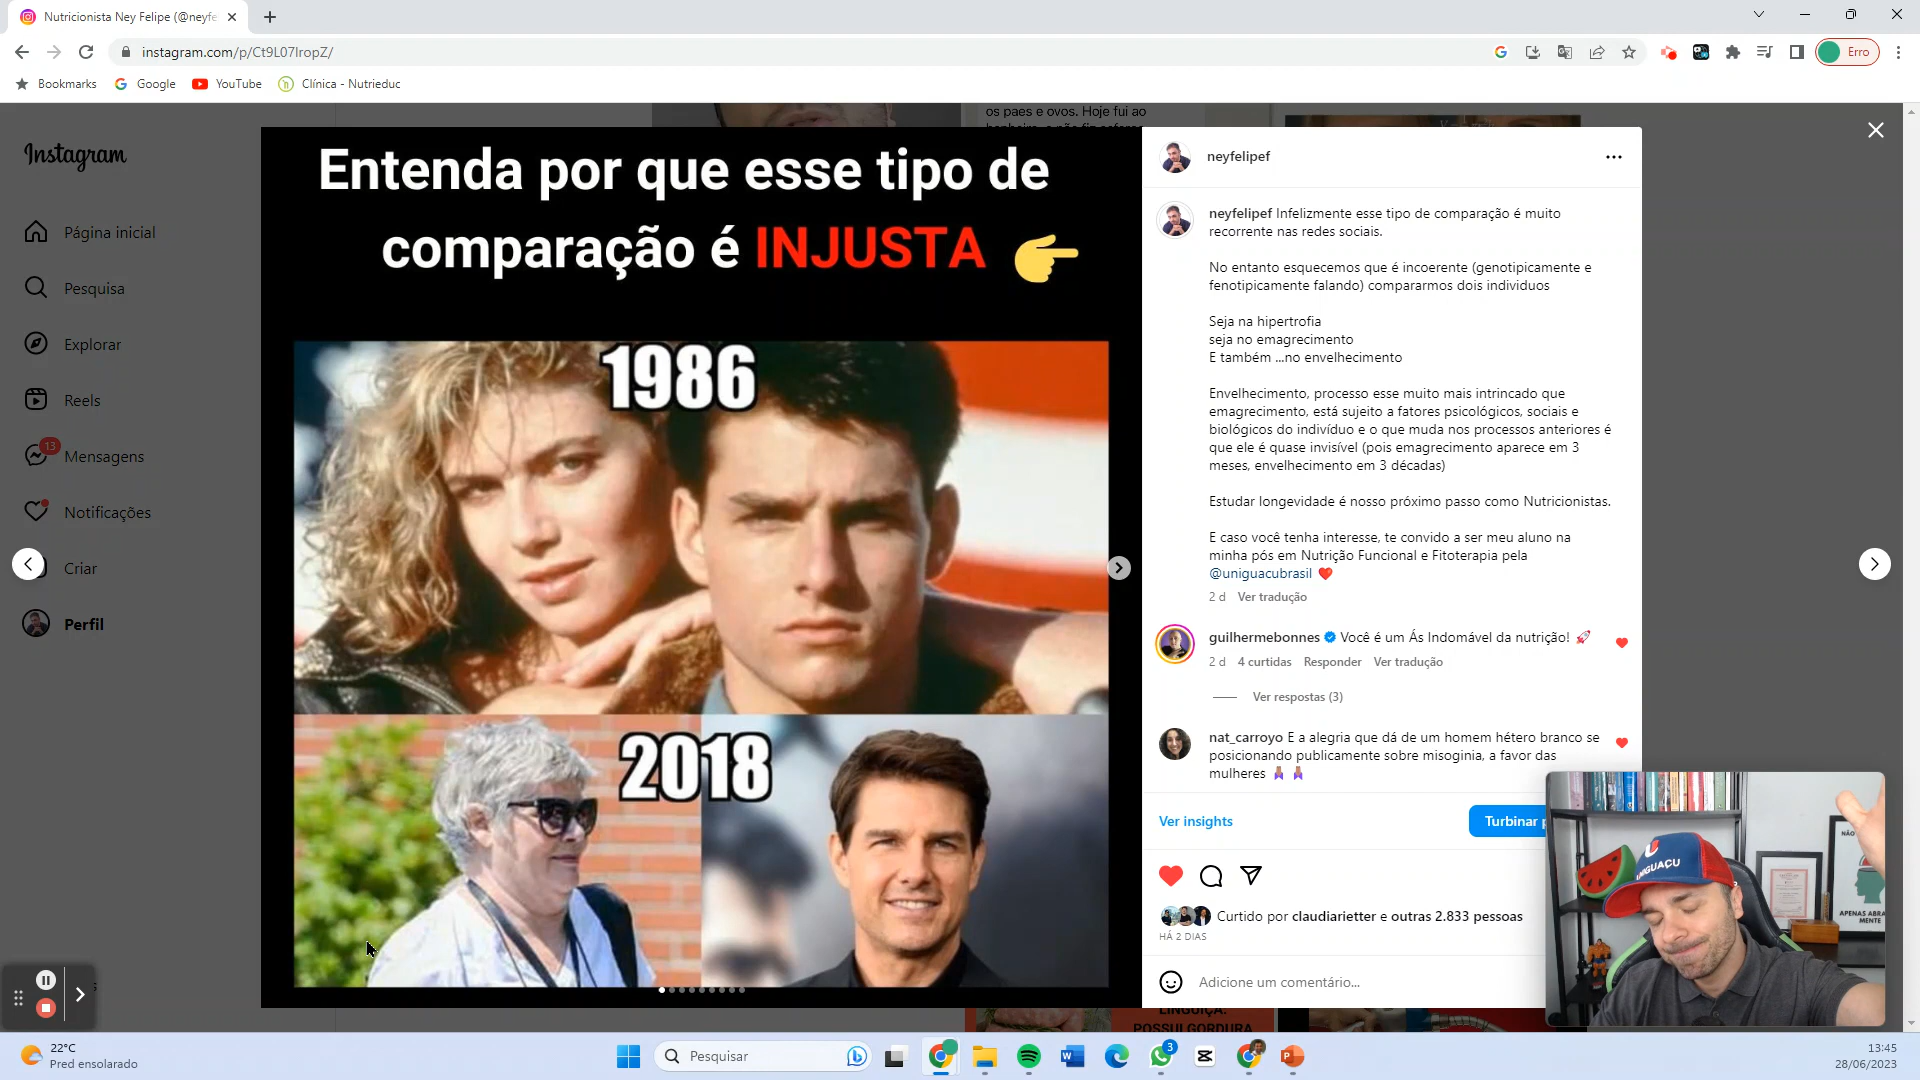 Nutricionista Ney Felipe (@neyfe
instagram.com/p/Ct9L07IropZ/
Erro
Bookmarks
Google
YouTube
Clínica - Nutrieduc
os paes e ovos. Hoje fui ao
Instagram
Página inicial
Pesquisa
Explorar
Reels
13
Mensagens
Notificações
Criar
Perfil
Entenda por que esse tipo de
comparação é INJUSTA
1986
2018
neyfelipef
neyfelipef Infelizmente esse tipo de comparação é muito
recorrente nas redes sociais.
No entanto esquecemos que é incoerente (genotipicamente e
fenotipicamente falando) compararmos dois individuos
Seja na hipertrofia
seja no emagrecimento
E também ...no envelhecimento
Envelhecimento, processo esse muito mais intrincado que
emagrecimento, está sujeito a fatores psicológicos, sociais e
biológicos do indivíduo e o que muda nos processos anteriores é
que ele é quase invisível (pois emagrecimento aparece em 3
meses, envelhecimento em 3 décadas)
Estudar longevidade é nosso próximo passo como Nutricionistas.
E caso você tenha interesse, te convido a ser meu aluno na
minha pós em Nutrição Funcional e Fitoterapia pela
@uniguacubrasil ❤️
2 d Ver tradução
guilhermebonnes Você é um Ás Indomável da nutrição! 🚀
2 d 4 curtidas Responder Ver tradução
Ver respostas (3)
nat_carroyo E a alegria que dá de um homem hétero branco se
posicionando publicamente sobre misoginia, a favor das
mulheres
Ver insights
Turbinar
Curtido por claudiarietter e outras 2.833 pessoas
HÁ 2 DIAS
Adicione um comentário...
UNIGUAÇU
NÃO
APENAS ABRA
MENTE
LINGUIÇA:
POSSUI GORDURA
22°C
Pred ensolarado
Pesquisar
3
13:45
28/06/2023